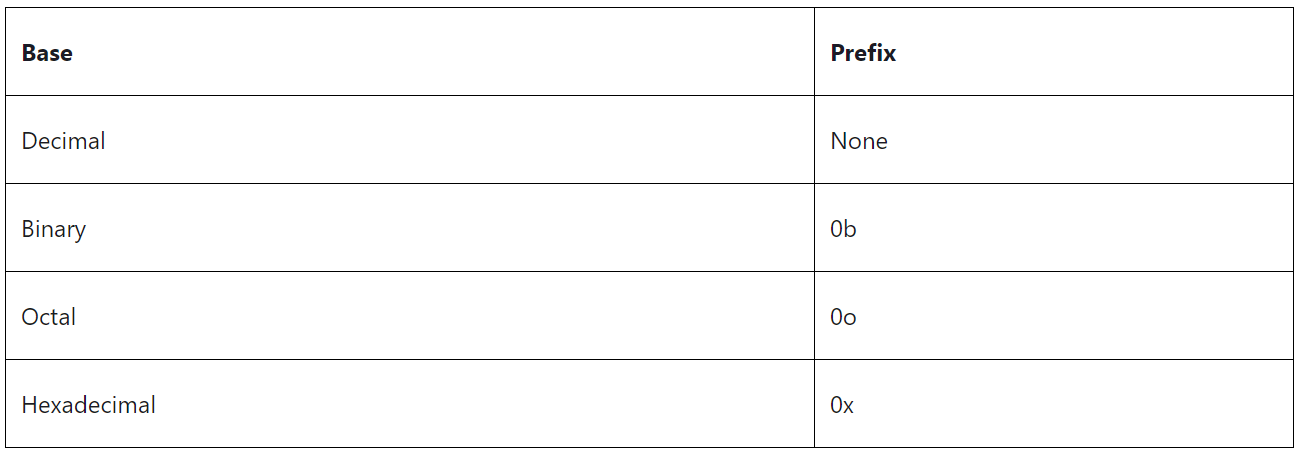 Base Prefix
Decimal None
Binary 0b
Octal 0o
Hexadecimal 0x